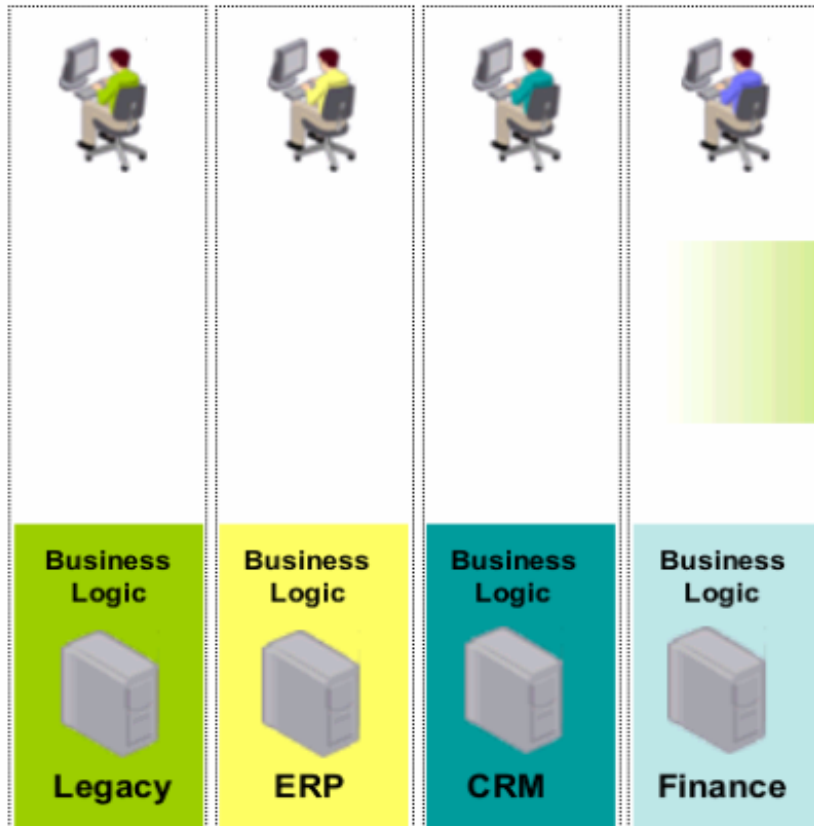 Business
Logic
Legacy
Business
Logic
ERP
Business
Logic
CRM
Business
Logic
Finance